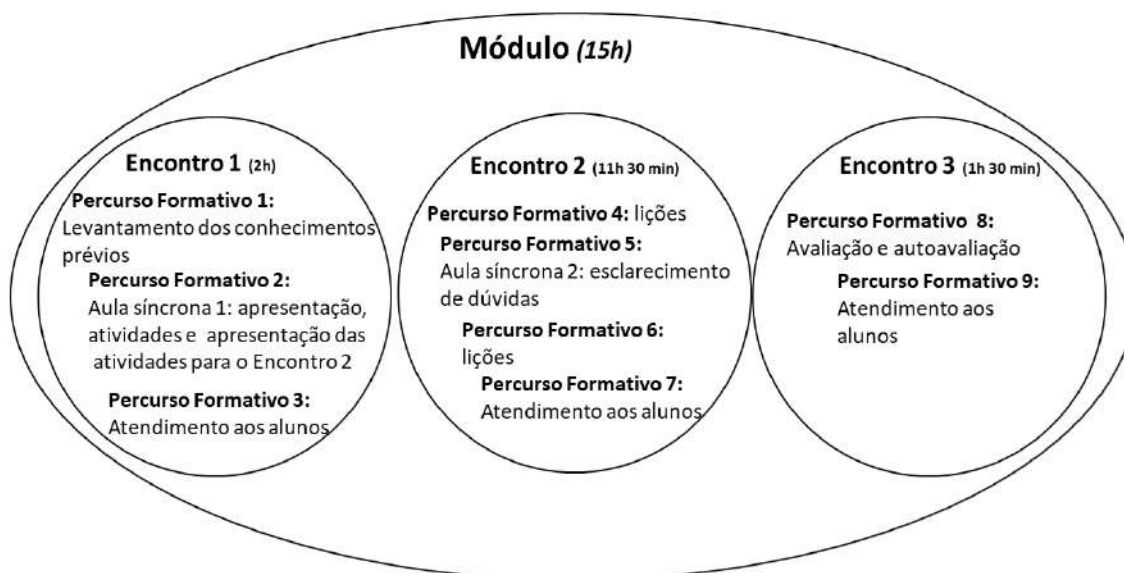 Módulo (15h)
Encontro 1 (2h)
Percurso Formativo 1:
Levantamento dos conhecimentos
prévios
Percurso Formativo 2:
Aula síncrona 1: apresentação,
atividades e apresentação das
atividades para o Encontro 2
Percurso Formativo 3:
Atendimento aos alunos
Encontro 2 (11h 30 min)
Percurso Formativo 4: lições
Percurso Formativo 5:
Aula síncrona 2: esclarecimento
de dúvidas
Percurso Formativo 6:
lições
Percurso Formativo 7:
Atendimento aos alunos
Encontro 3 (1h 30 min)
Percurso Formativo 8:
Avaliação e autoavaliação
Percurso Formativo 9:
Atendimento aos
alunos